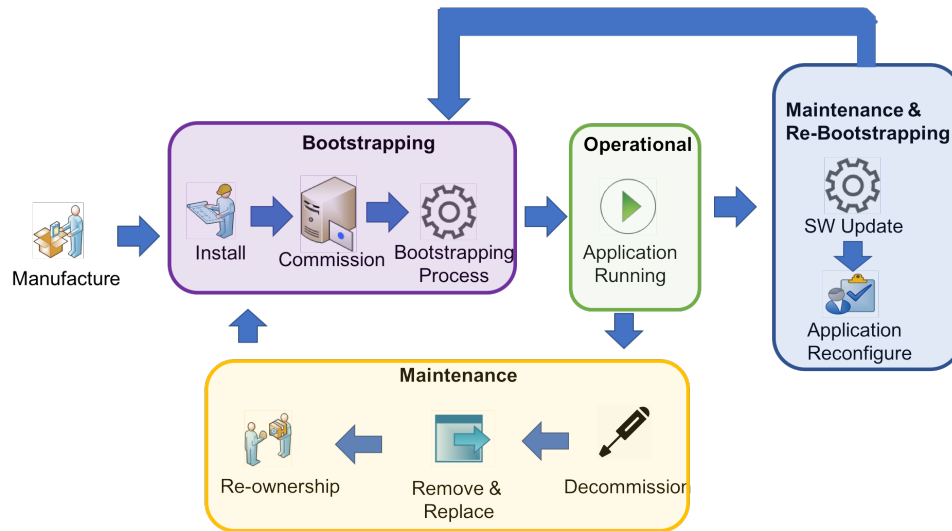 Manufacture
Bootstrapping
Install
Commission
Bootstrapping
Process
Operational
Application
Running
Maintenance &
Re-Bootstrapping
SW Update
Application
Reconfigure
Maintenance
Re-ownership
Remove &
Replace
Decommission